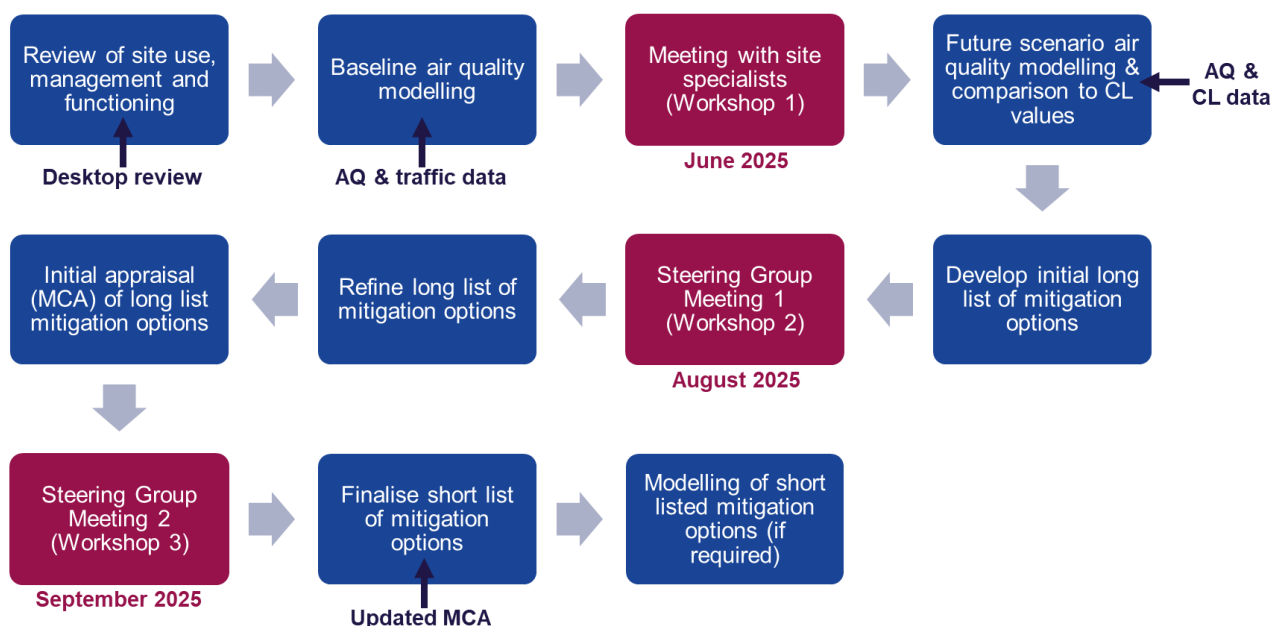 Review of site use,
management and
functioning
Desktop review
Baseline air quality
modelling
AQ & traffic data
Meeting with site
specialists
(Workshop 1)
June 2025
Future scenario air
quality modelling &
comparison to CL
values
AQ &
CL data
Develop initial long
list of mitigation
options
Steering Group
Meeting 1
(Workshop 2)
August 2025
Refine long list of
mitigation options
Initial appraisal
(MCA) of long list
mitigation options
Steering Group
Meeting 2
(Workshop 3)
September 2025
Finalise short list
of mitigation
options
Updated MCA
Modelling of short
listed mitigation
options (if
required)